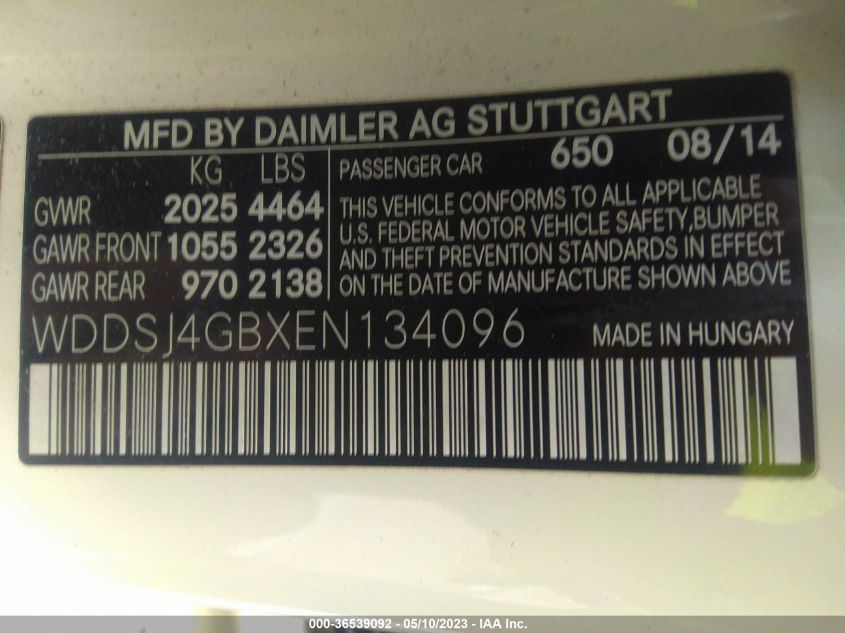 MFD BY DAIMLER AG STUTTGART
KG LBS
GVWR 2025 4464
GAWR FRONT 1055 2326
GAWR REAR 970 2138
PASSENGER CAR 650 08/14
THIS VEHICLE CONFORMS TO ALL APPLICABLE
U.S. FEDERAL MOTOR VEHICLE SAFETY,BUMPER
AND THEFT PREVENTION STANDARDS IN EFFECT
ON THE DATE OF MANUFACTURE SHOWN ABOVE
WDDSJ4GBXEN134096 MADE IN HUNGARY
000-36539092 - 05/10/2023 - IAA Inc.